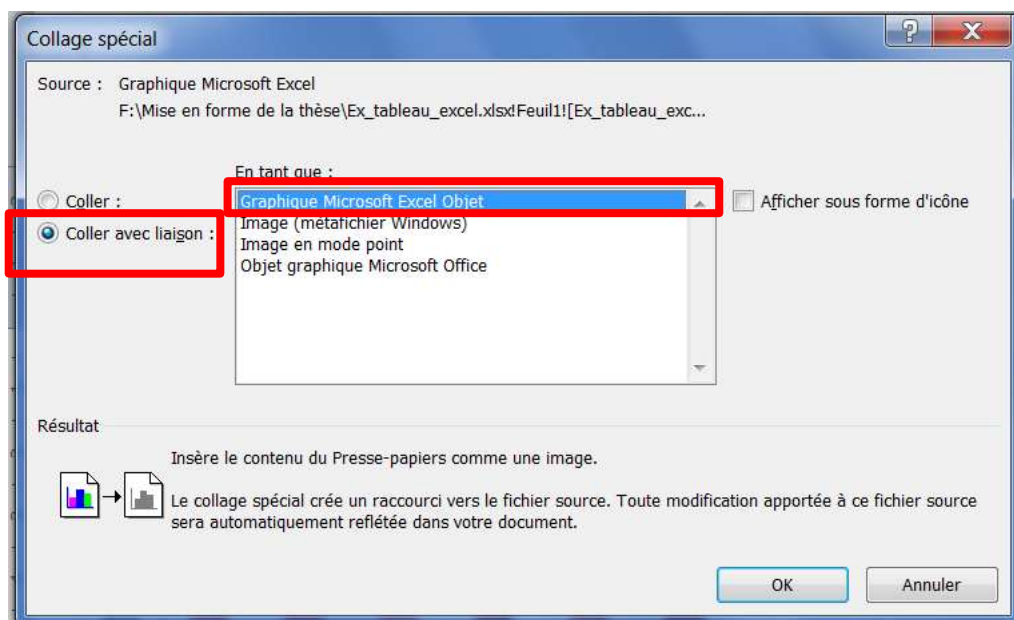 Collage spécial
Source : Graphique Microsoft Excel
F:\Mise en forme de la thèse\Ex_tableau_excel.xlsx!Feuil1![Ex_tableau_exc...
En tant que :
Coller :
Coller avec liaison :
Graphique Microsoft Excel Objet
Image (métafichier Windows)
Image en mode point
Objet graphique Microsoft Office
Afficher sous forme d'icône
Résultat
Insère le contenu du Presse-papiers comme une image.
Le collage spécial crée un raccourci vers le fichier source. Toute modification apportée à ce fichier source
sera automatiquement reflétée dans votre document.
OK
Annuler